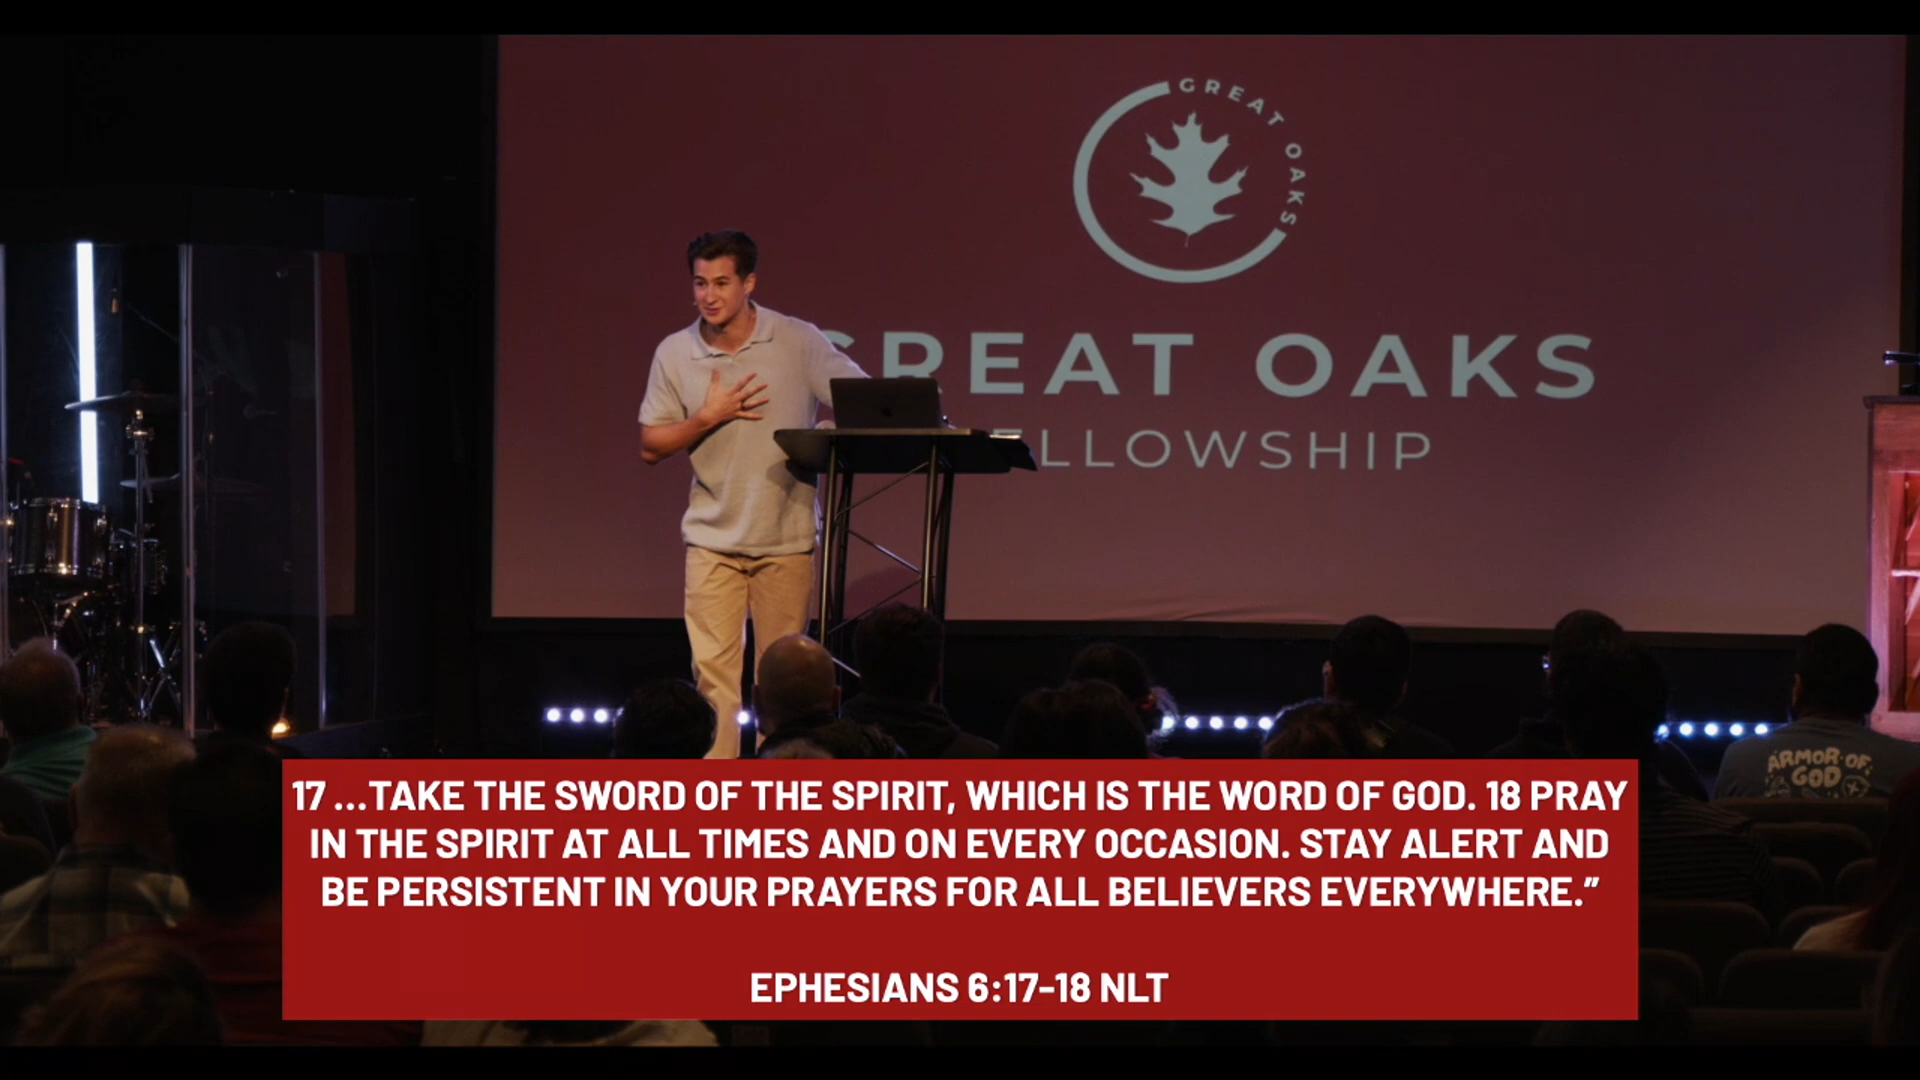 GREAT OAKS
REAT OAKS
LLOWSHIP
ARMOR OF
GOD
17 ...TAKE THE SWORD OF THE SPIRIT, WHICH IS THE WORD OF GOD. 18 PRAY
IN THE SPIRIT AT ALL TIMES AND ON EVERY OCCASION. STAY ALERT AND
BE PERSISTENT IN YOUR PRAYERS FOR ALL BELIEVERS EVERYWHERE.”
EPHESIANS 6:17-18 NLT